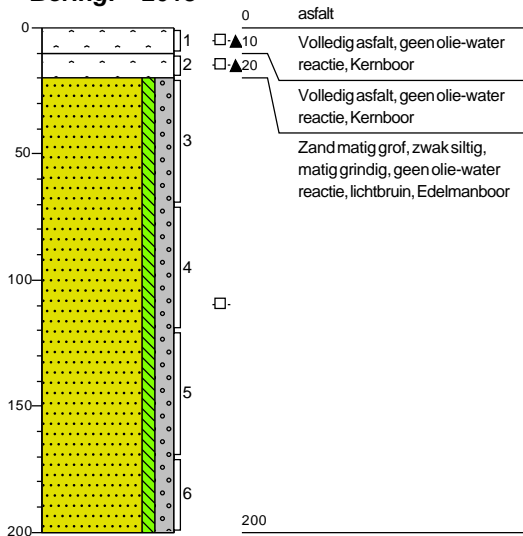 0 asfalt
0
1
10 Volledig asfalt, geen olie-water
reactie, Kernboor
2
20
Volledig asfalt, geen olie-water
reactie, Kernboor
Zand matig grof, zwak siltig,
matig grindig, geen olie-water
reactie, lichtbruin, Edelmanboor
3
50
4
100
5
150
6
200
200